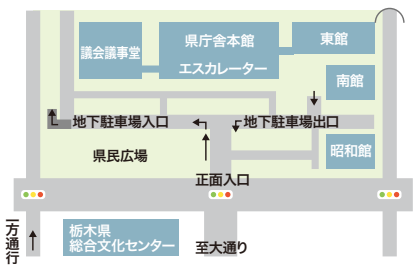 議会議事堂
県庁舎本館
エスカレーター
東館
南館
地下駐車場入口
地下駐車場出口
県民広場
昭和館
正面入口
一方通行
栃木県
総合文化センター
至大通り